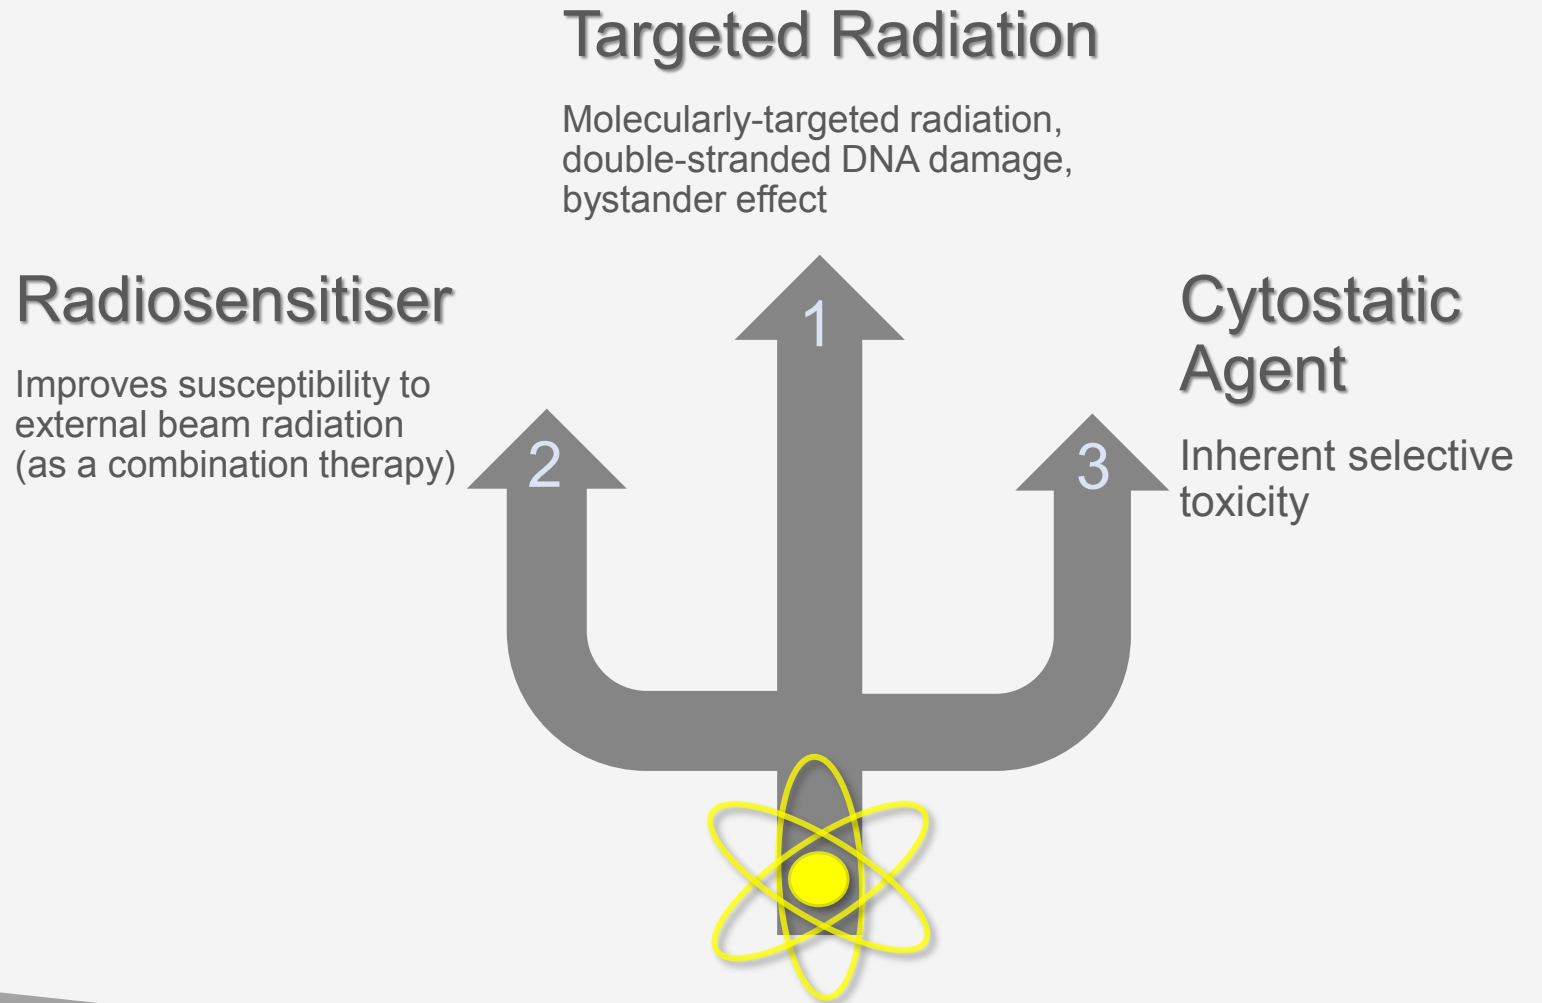 Targeted Radiation
Molecularly-targeted radiation,
double-stranded DNA damage,
bystander effect
Radiosensitiser
Improves susceptibility to
external beam radiation
(as a combination therapy)
Cytostatic
Agent
Inherent selective
toxicity
1
2
3